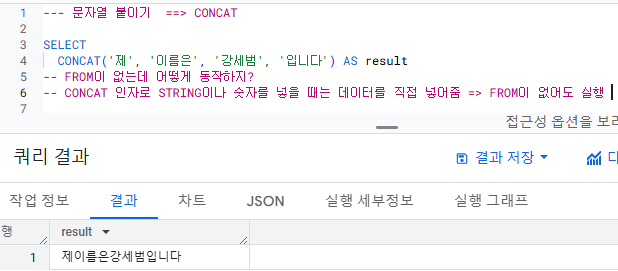 1 --- 문자열 붙이기 ==> CONCAT
2
3 SELECT
4 CONCAT('제', '이름은', '강세범', '입니다') AS result
5 -- FROM이 없는데 어떻게 동작하지?
6 -- CONCAT 인자로 STRING이나 숫자를 넣을 때는 데이터를 직접 넣어줌 => FROM이 없어도 실행
7
접근성 옵션을 보려
쿼리 결과 결과 저장
작업 정보 결과 차트 JSON 실행 세부정보 실행 그래프
행 result
1 제이름은강세범입니다